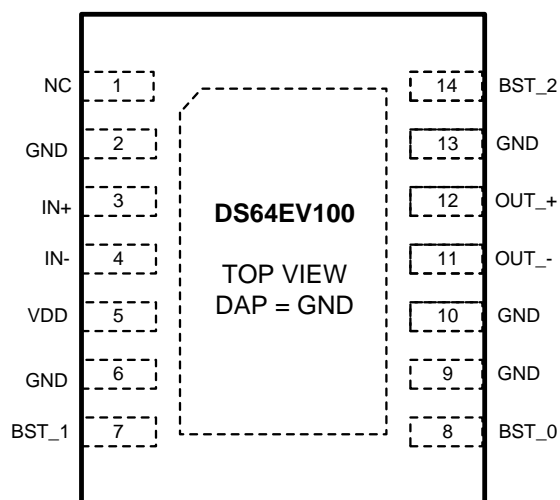 NC 1 14 BST_2
GND 2 13 GND
IN+ 3 12 OUT_+
DS64EV100
IN- 4 11 OUT_-
TOP VIEW
VDD 5 10 GND
DAP = GND
GND 6 9 GND
BST_1 7 8 BST_0